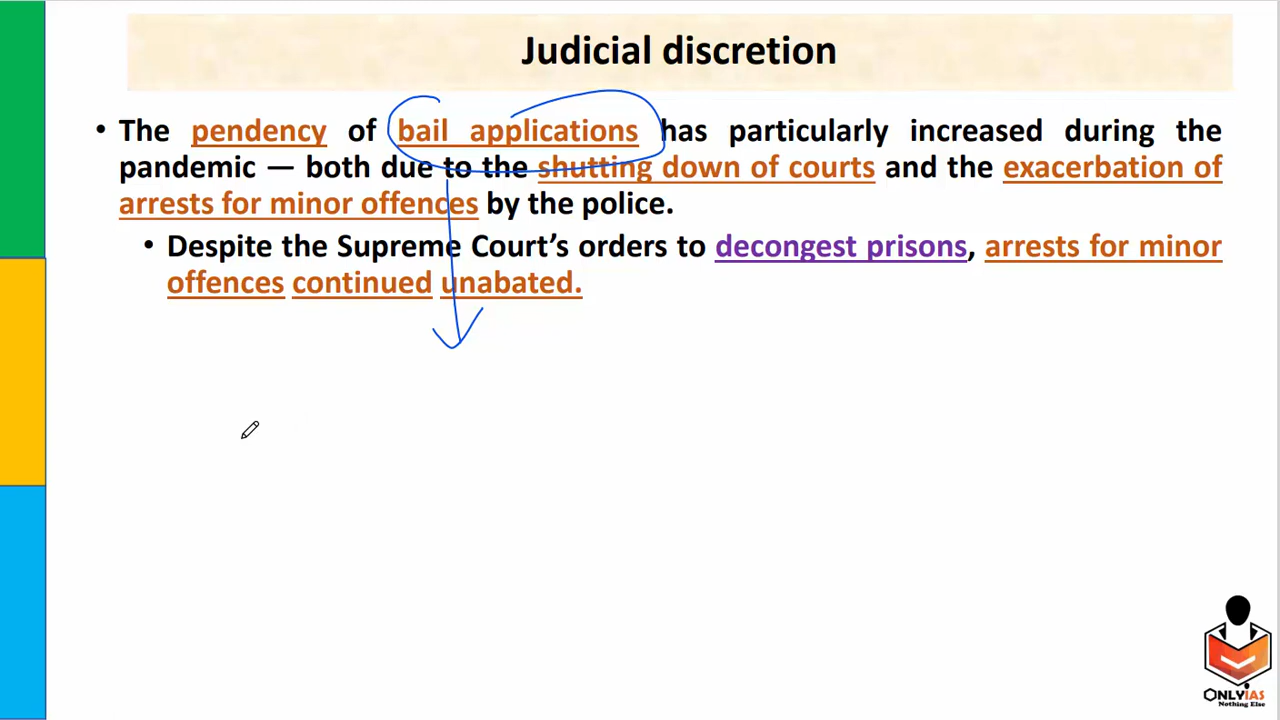 Judicial discretion
• The pendency of bail applications has particularly increased during the
pandemic — both due to the shutting down of courts and the exacerbation of
arrests for minor offences by the police.
• Despite the Supreme Court’s orders to decongest prisons, arrests for minor
offences continued unabated.
ONLYIAS
Nothing Else